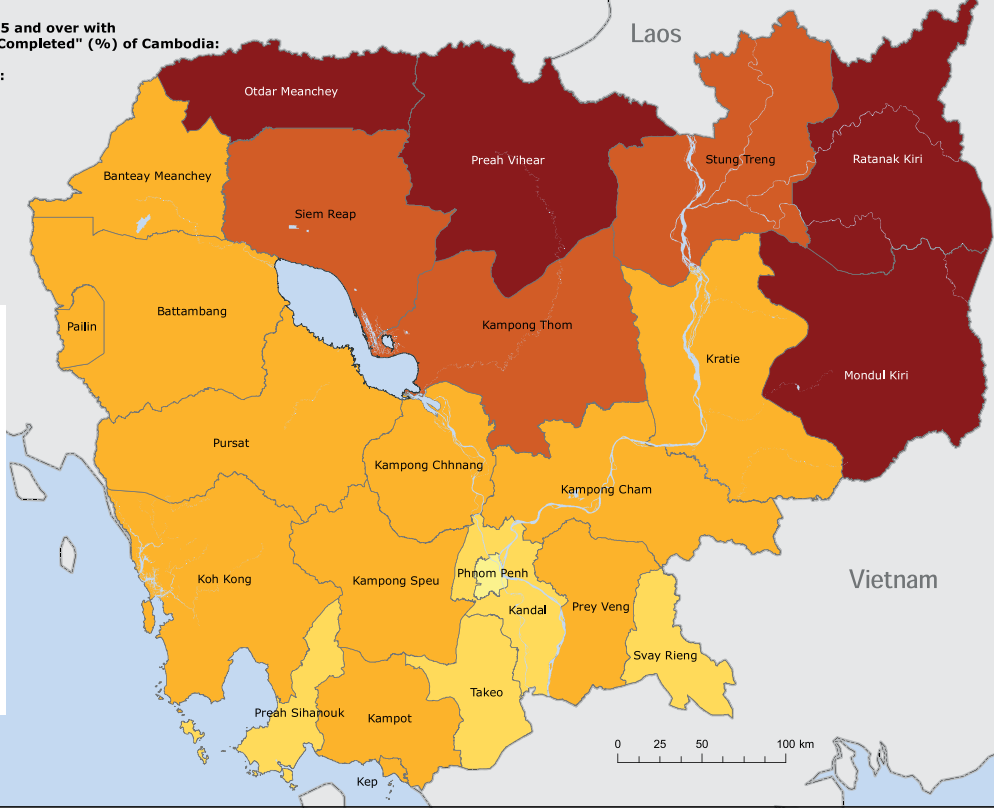 5 and over with
Completed" (%) of Cambodia:
:
Laos
Otdar Meanchey
Preah Vihear
Stung Treng
Ratanak Kiri
Banteay Meanchey
Siem Reap
Battambang
Pailin
Kampong Thom
Kratie
Mondul Kiri
Pursat
Kampong Chhnang
Kampong Cham
Koh Kong
Kampong Speu
Phnom Penh
Kandal
Prey Veng
Vietnam
Svay Rieng
Takeo
Preah Sihanouk
Kampot
Kep
0 25 50 100 km